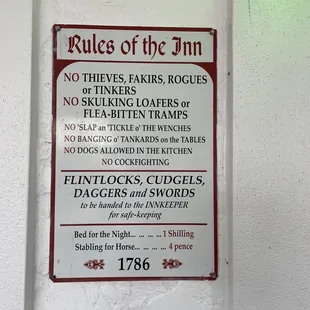 Rules of the Inn
NO THIEVES, FAKIRS, ROGUES
or TINKERS
NO SKULKING LOAFERS or
FLEA-BITTEN TRAMPS
NO 'SLAP an 'TICKLE o' THE WENCHES
NO BANGING o' TANKARDS on the TABLES
NO DOGS ALLOWED IN THE KITCHEN
NO COCKFIGHTING
FLINTLOCKS, CUDGELS,
DAGGERS and SWORDS
to be handed to the INNKEEPER
for safe-keeping
Bed for the Night... ... ... ... 1 Shilling
Stabling for Horse... ... ... 4 pence
1786